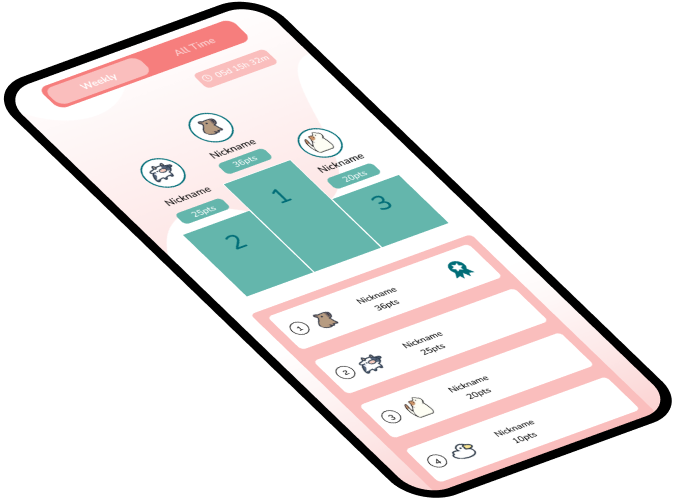 Weekly
All Time
05d 15h 32m
Nickname
36pts
Nickname
20pts
Nickname
25pts
1
2
3
1
Nickname
36pts
2
Nickname
25pts
3
Nickname
20pts
4
Nickname
10pts